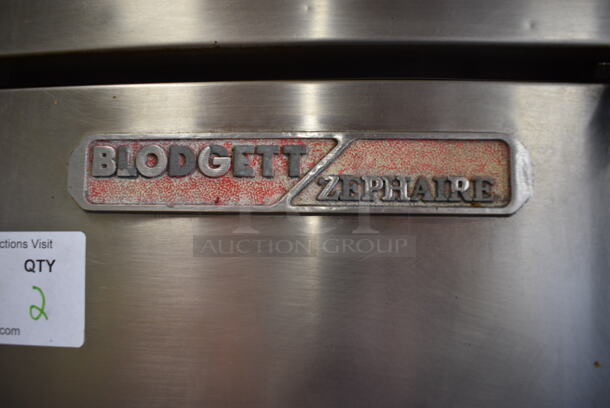 BLODGETT
ZEPHAIRE
AUCTION GROUP
ctions Visit
QTY
2
com